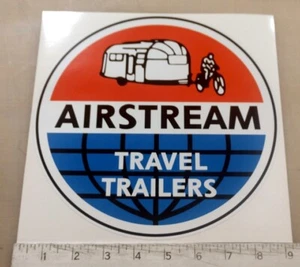 AIRSTREAM
TRAVEL
TRAILERS
1 2 3 4 5 6 7 8 9